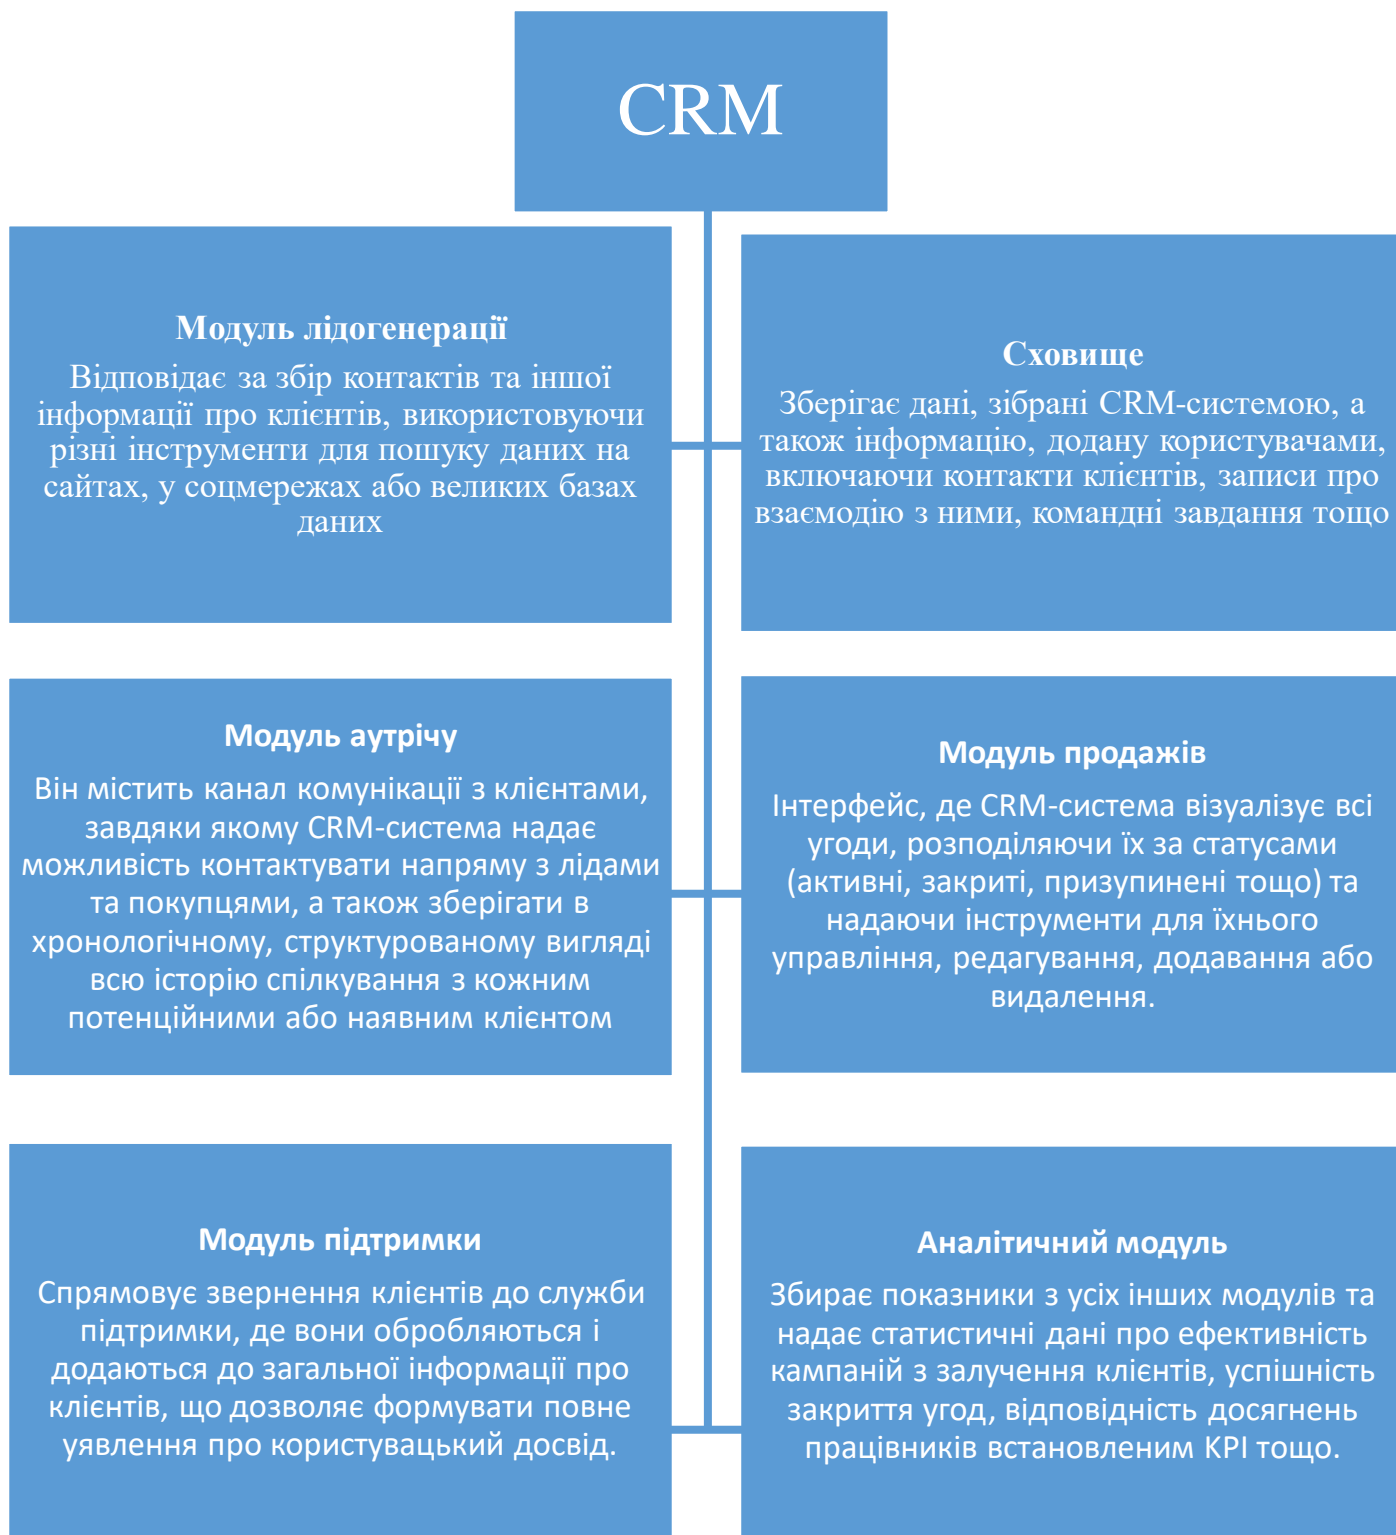 CRM
Модуль лідогенерації
Відповідає за збір контактів та іншої
інформації про клієнтів, використовуючи
різні інструменти для пошуку даних на
сайтах, у соцмережах або великих базах
даних
Сховище
Зберігає дані, зібрані CRM-системою, а
також інформацію, додану користувачами,
включаючи контакти клієнтів, записи про
взаємодію з ними, командні завдання тощо
Модуль аутрічу
Він містить канал комунікації з клієнтами,
завдяки якому CRM-система надає
можливість контактувати напряму з лідами
та покупцями, а також зберігати в
хронологічному, структурованому вигляді
всю історію спілкування з кожним
потенційними або наявним клієнтом
Модуль продажів
Інтерфейс, де CRM-система візуалізує всі
угоди, розподіляючи їх за статусами
(активні, закриті, призупинені тощо) та
надаючи інструменти для їхнього
управління, редагування, додавання або
видалення.
Модуль підтримки
Спрямовує звернення клієнтів до служби
підтримки, де вони обробляються і
додаються до загальної інформації про
клієнтів, що дозволяє формувати повне
уявлення про користувацький досвід.
Аналітичний модуль
Збирає показники з усіх інших модулів та
надає статистичні дані про ефективність
кампаній з залучення клієнтів, успішність
закриття угод, відповідність досягнень
працівників встановленим KPI тощо.